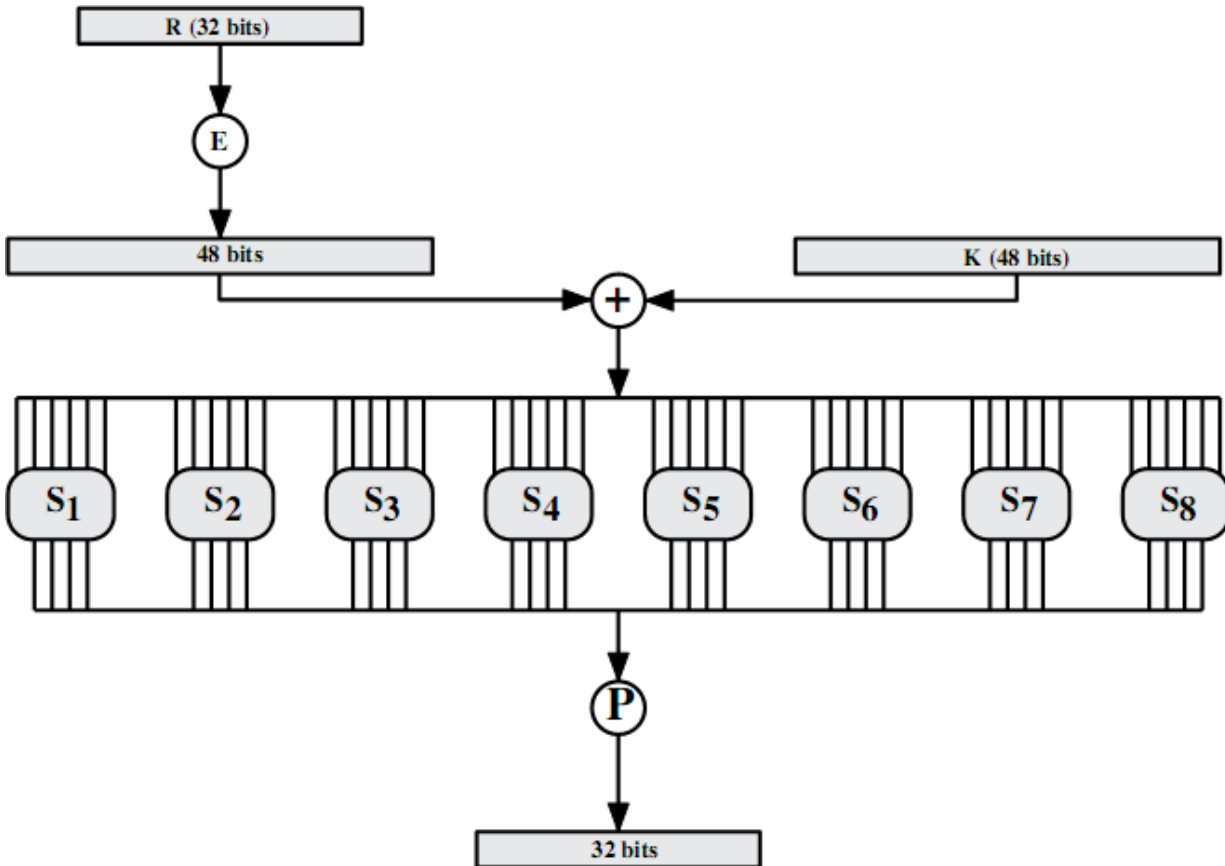 R (32 bits)
E
48 bits
K (48 bits)
+
S1 S2 S3 S4 S5 S6 S7 S8
P
32 bits